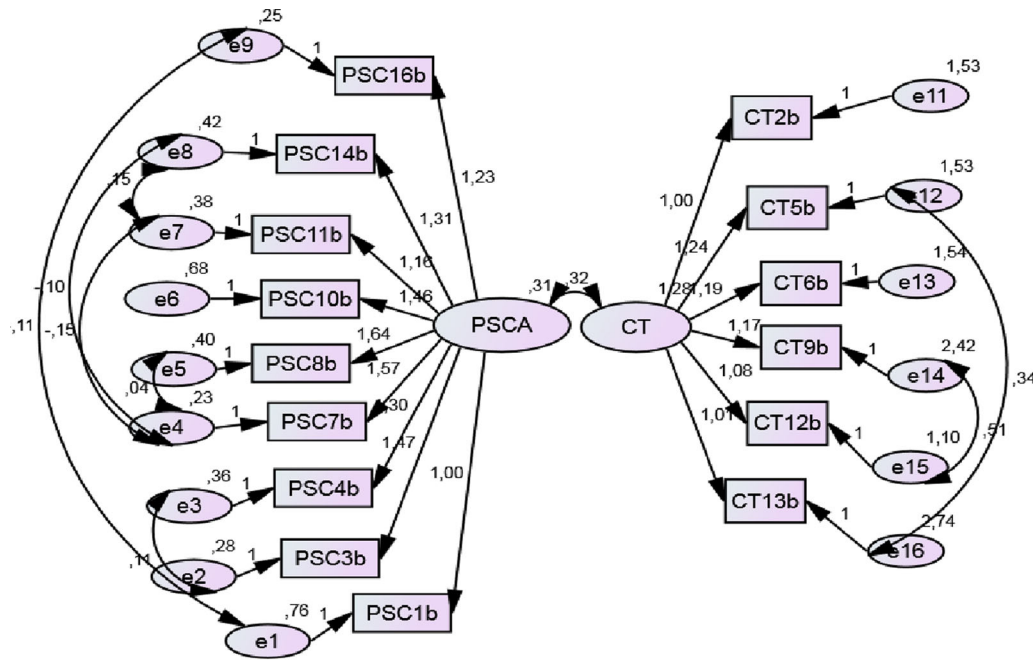 ,25
e9
1
PSC16b
,42
e8
1
PSC14b
,15
,38
e7
1
PSC11b
,68
e6
1
PSC10b
,40
e5
1
PSC8b
,04
,23
e4
1
PSC7b
,36
e3
1
PSC4b
,28
e2
1
PSC3b
,11
,76
e1
1
PSC1b
-,10
-,15
1,23
1,31
1,16
1,46
1,64
1,57
1,47
1,00
PSCA
,31
,32
CT
1,00
1,24
1,28
1,19
1,17
1,08
1,01
CT2b
1
1,53
e11
CT5b
1
1,53
e12
CT6b
1
1,54
e13
CT9b
1
2,42
e14
CT12b
1
1,10
e15
CT13b
1
2,74
e16
,34
,51